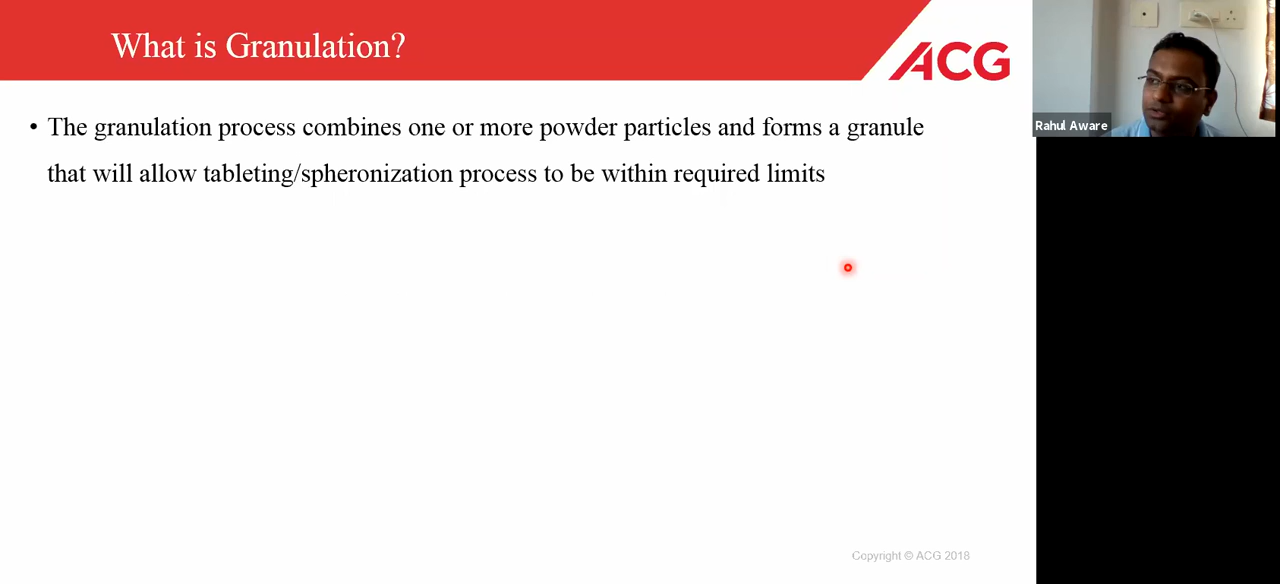 What is Granulation?
ACG
Rahul Aware
• The granulation process combines one or more powder particles and forms a granule
that will allow tableting/spheronization process to be within required limits
Copyright © ACG 2018